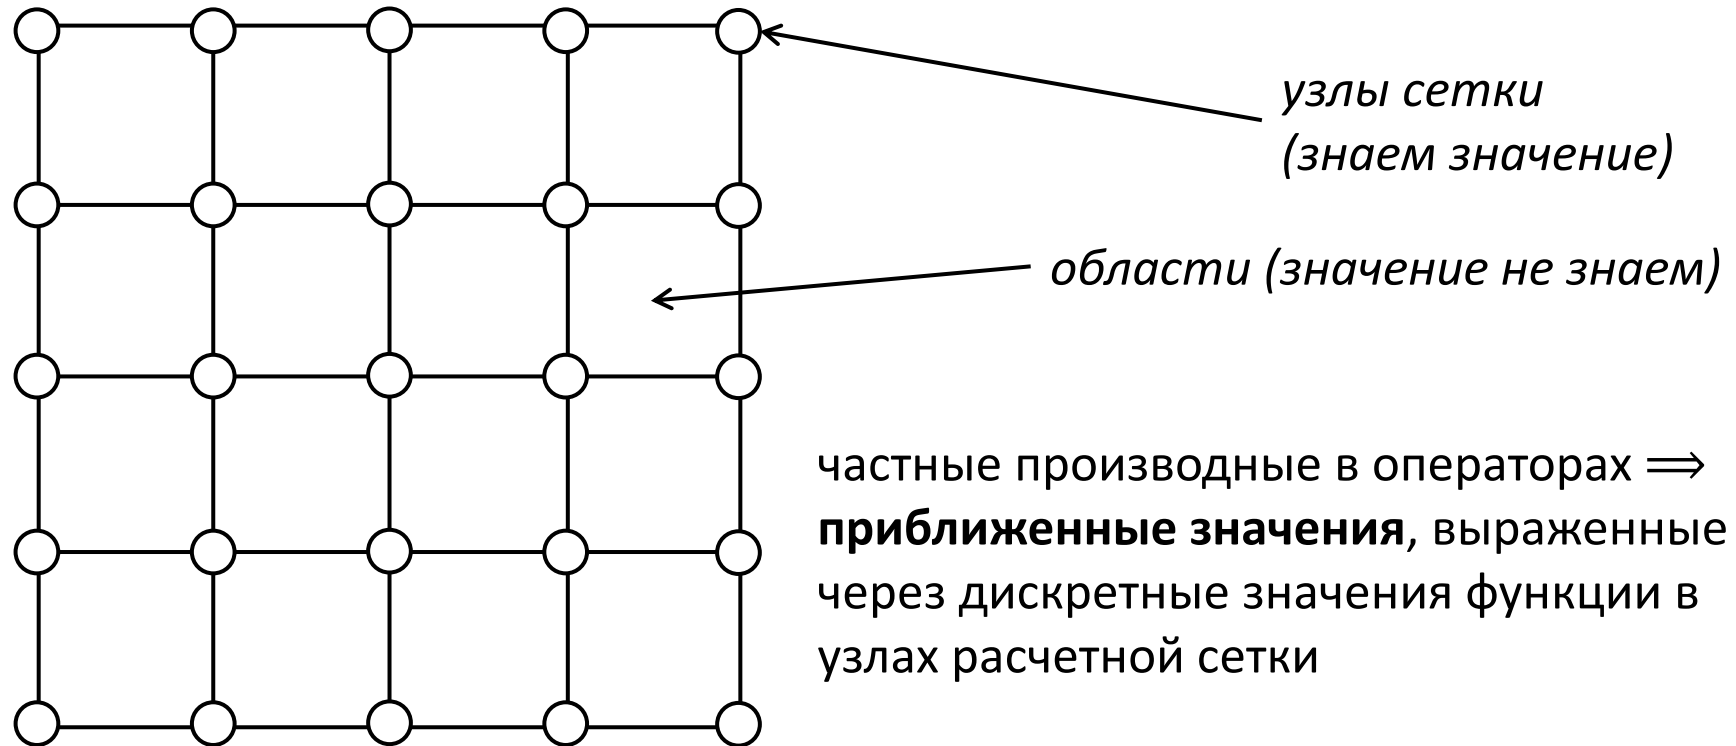 узлы сетки
(знаем значение)
области (значение не знаем)
частные производные в операторах ⟹
приближенные значения, выраженные
через дискретные значения функции в
узлах расчетной сетки